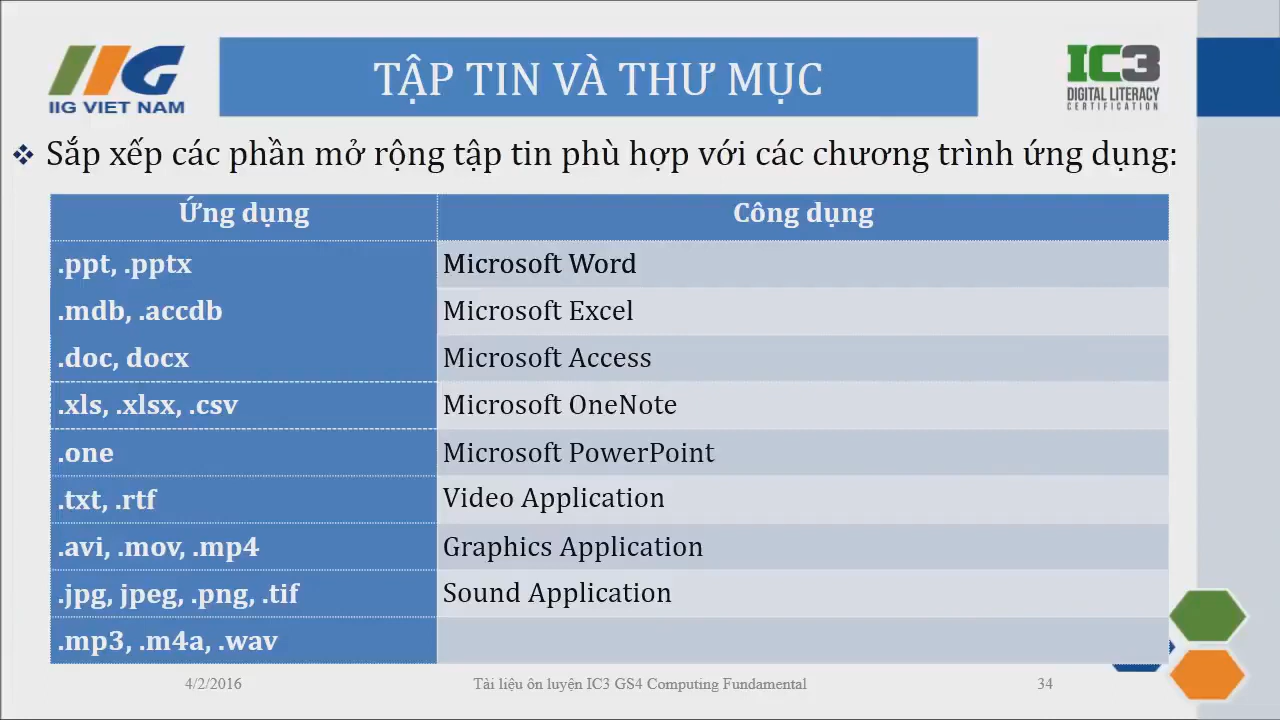 IIG VIET NAM
TẬP TIN VÀ THƯ MỤC
IC3
DIGITAL LITERACY
CERTIFICATION
❖ Sắp xếp các phần mở rộng tập tin phù hợp với các chương trình ứng dụng:
Ứng dụng Công dụng
.ppt, .pptx Microsoft Word
.mdb, .accdb Microsoft Excel
.doc, docx Microsoft Access
.xls, .xlsx, .csv Microsoft OneNote
.one Microsoft PowerPoint
.txt, .rtf Video Application
.avi, .mov, .mp4 Graphics Application
.jpg, jpeg, .png, .tif Sound Application
.mp3, .m4a, .wav
4/2/2016 Tài liệu ôn luyện IC3 GS4 Computing Fundamental 34